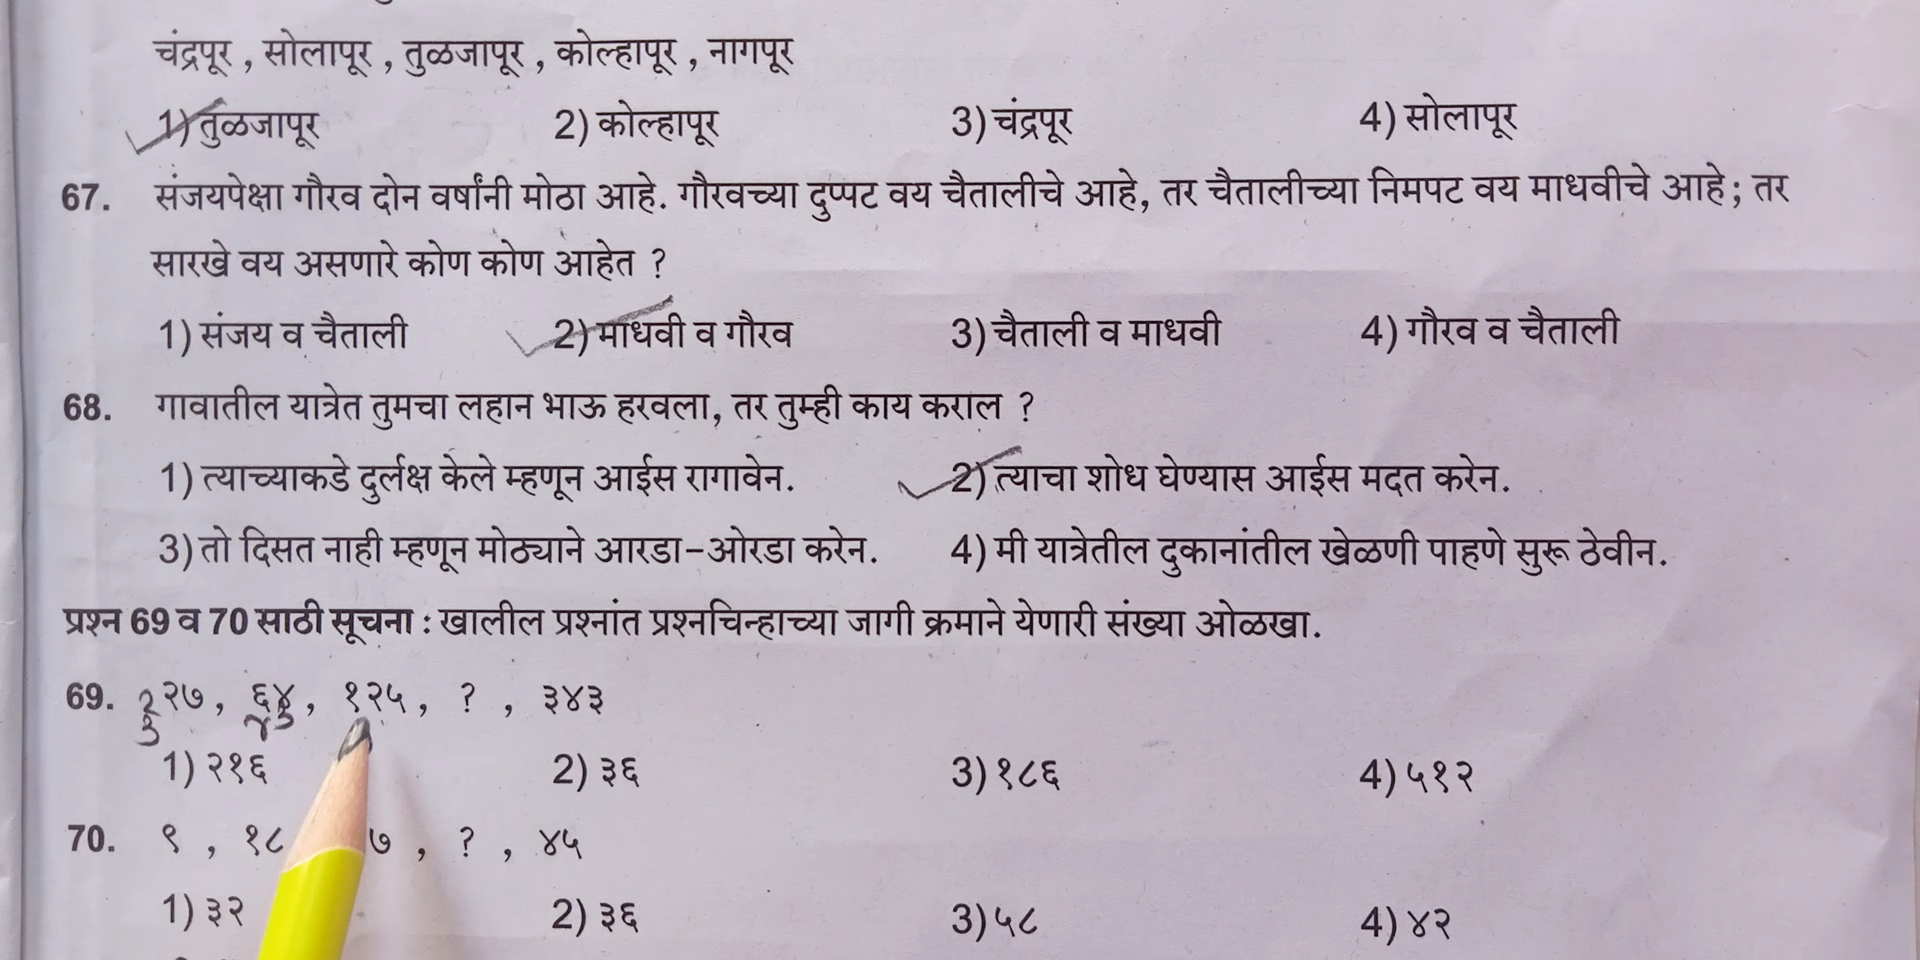 चंद्रपूर , सोलापूर , तुळजापूर , कोल्हापूर , नागपूर
1) तुळजापूर 2) कोल्हापूर 3) चंद्रपूर 4) सोलापूर
67. संजयपेक्षा गौरव दोन वर्षांनी मोठा आहे. गौरवच्या दुप्पट वय चैतालीचे आहे, तर चैतालीच्या निमपट वय माधवीचे आहे; तर
सारखे वय असणारे कोण कोण आहेत ?
1) संजय व चैताली 2) माधवी व गौरव 3) चैताली व माधवी 4) गौरव व चैताली
68. गावातील यात्रेत तुमचा लहान भाऊ हरवला, तर तुम्ही काय कराल ?
1) त्याच्याकडे दुर्लक्ष केले म्हणून आईस रागावेन. 2) त्याचा शोध घेण्यास आईस मदत करेन.
3) तो दिसत नाही म्हणून मोठ्याने आरडा-ओरडा करेन. 4) मी यात्रेतील दुकानांतील खेळणी पाहणे सुरू ठेवीन.
प्रश्न 69 व 70 साठी सूचना : खालील प्रश्नांत प्रश्नचिन्हाच्या जागी क्रमाने येणारी संख्या ओळखा.
69. २७, ६४, १२५, ? , ३४३
1) २१६ 2) ३६ 3) १८६ 4) ५१२
70. ९ , १८ ७ , ? , ४५
1) ३२ 2) ३६ 3) ५८ 4) ४२